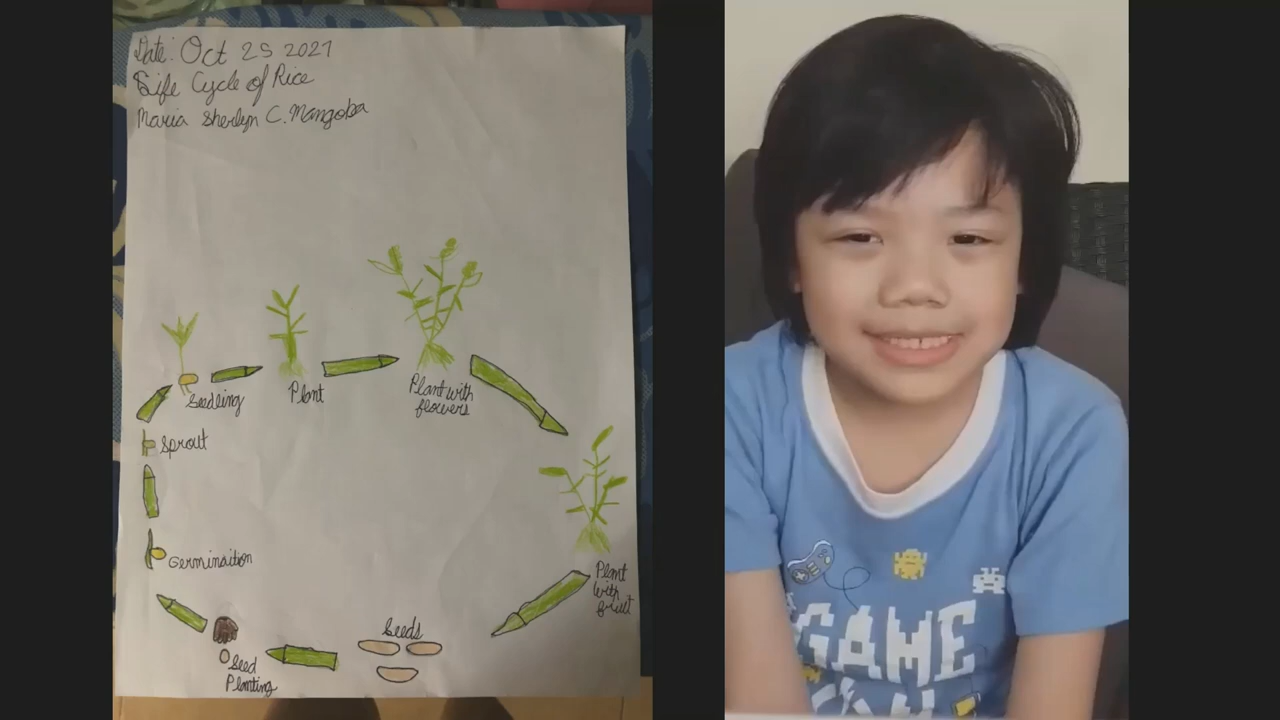 Date: Oct 25 2021
Life Cycle of Rice
Maria Sherlyn C. Mangoba
Seedling
Plant
Plant with
flowers
Sprout
Germinaition
Plant
with
fruit
Seeds
Seed
Planting
GAME